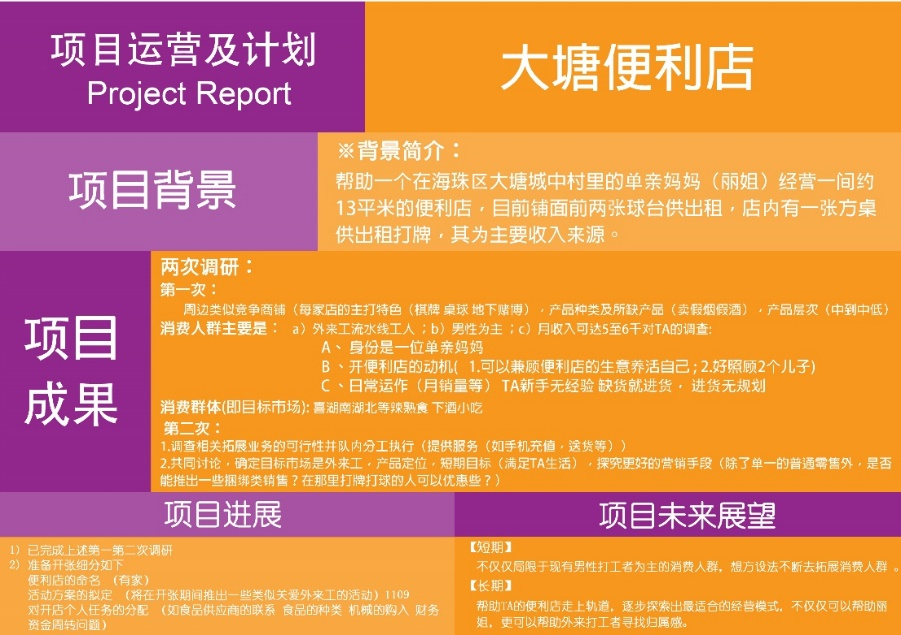 项目运营及计划
Project Report
大塘便利店
项目背景
※背景简介：
帮助一个在海珠区大塘城中村里的单亲妈妈（丽姐）经营一间约
13平米的便利店，目前铺面前两张球台供出租，店内有一张方桌
供出租打牌，其为主要收入来源。
项目
成果
两次调研：
第一次：
周边类似竞争商铺（每家店的主打特色（棋牌 桌球 地下赌博），产品种类及所缺产品（卖假烟假酒），产品层次（中到中低）
消费人群主要是： a）外来工流水线工人；b）男性为主 ；c）月收入可达5至6千对TA的调查:
A、 身份是一位单亲妈妈
B 、开便利店的动机( 1.可以兼顾便利店的生意养活自己 ; 2.好照顾2个儿子)
C 、日常运作（月销量等） TA新手无经验 缺货就进货， 进货无规划
消费群体(即目标市场): 喜湖南湖北等辣熟食 下酒小吃
第二次：
1.调查相关拓展业务的可行性并队内分工执行（提供服务（如手机充值，送货等））
2.共同讨论，确定目标市场是外来工，产品定位，短期目标（满足TA生活），探究更好的营销手段（除了单一的普通零售外，是否
能推出一些捆绑类销售？在那里打牌打球的人可以优惠些？）
项目进展
1） 已完成上述第一第二次调研
2） 准备开张细分如下
便利店的命名 （有家）
活动方案的拟定 （将在开张期间推出一些类似关爱外来工的活动）1109
对开店个人任务的分配 （如食品供应商的联系 食品的种类 机械的购入 财务
资金周转问题）
项目未来展望
【短期】
不仅仅局限于现有男性打工者为主的消费人群，想方设法不断去拓展消费人群 。
【长期】
帮助TA的便利店走上轨道，逐步探索出最适合的经营模式，不仅仅可以帮助丽
姐，更可以帮助外来打工者寻找归属感。